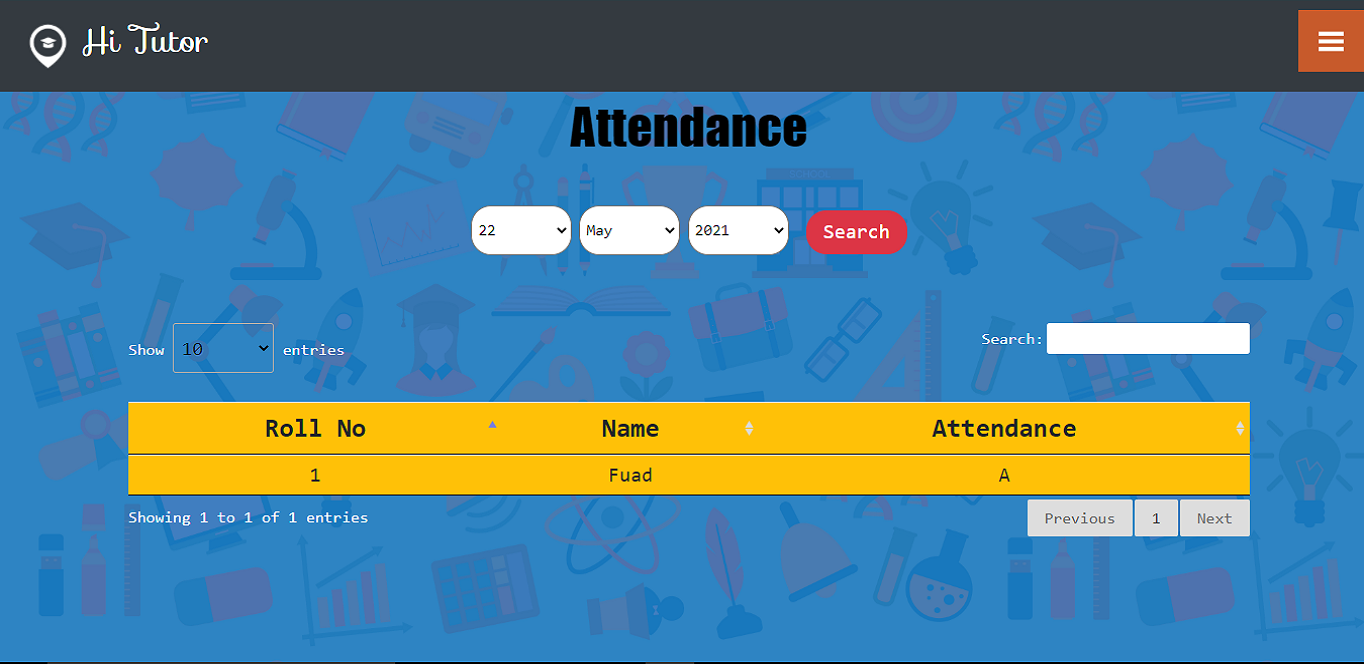 Hi Tutor
Attendance
22 May 2021 Search
SCHOOL
Show 10 entries Search:
Roll No Name Attendance
1 Fuad A
Showing 1 to 1 of 1 entries Previous 1 Next